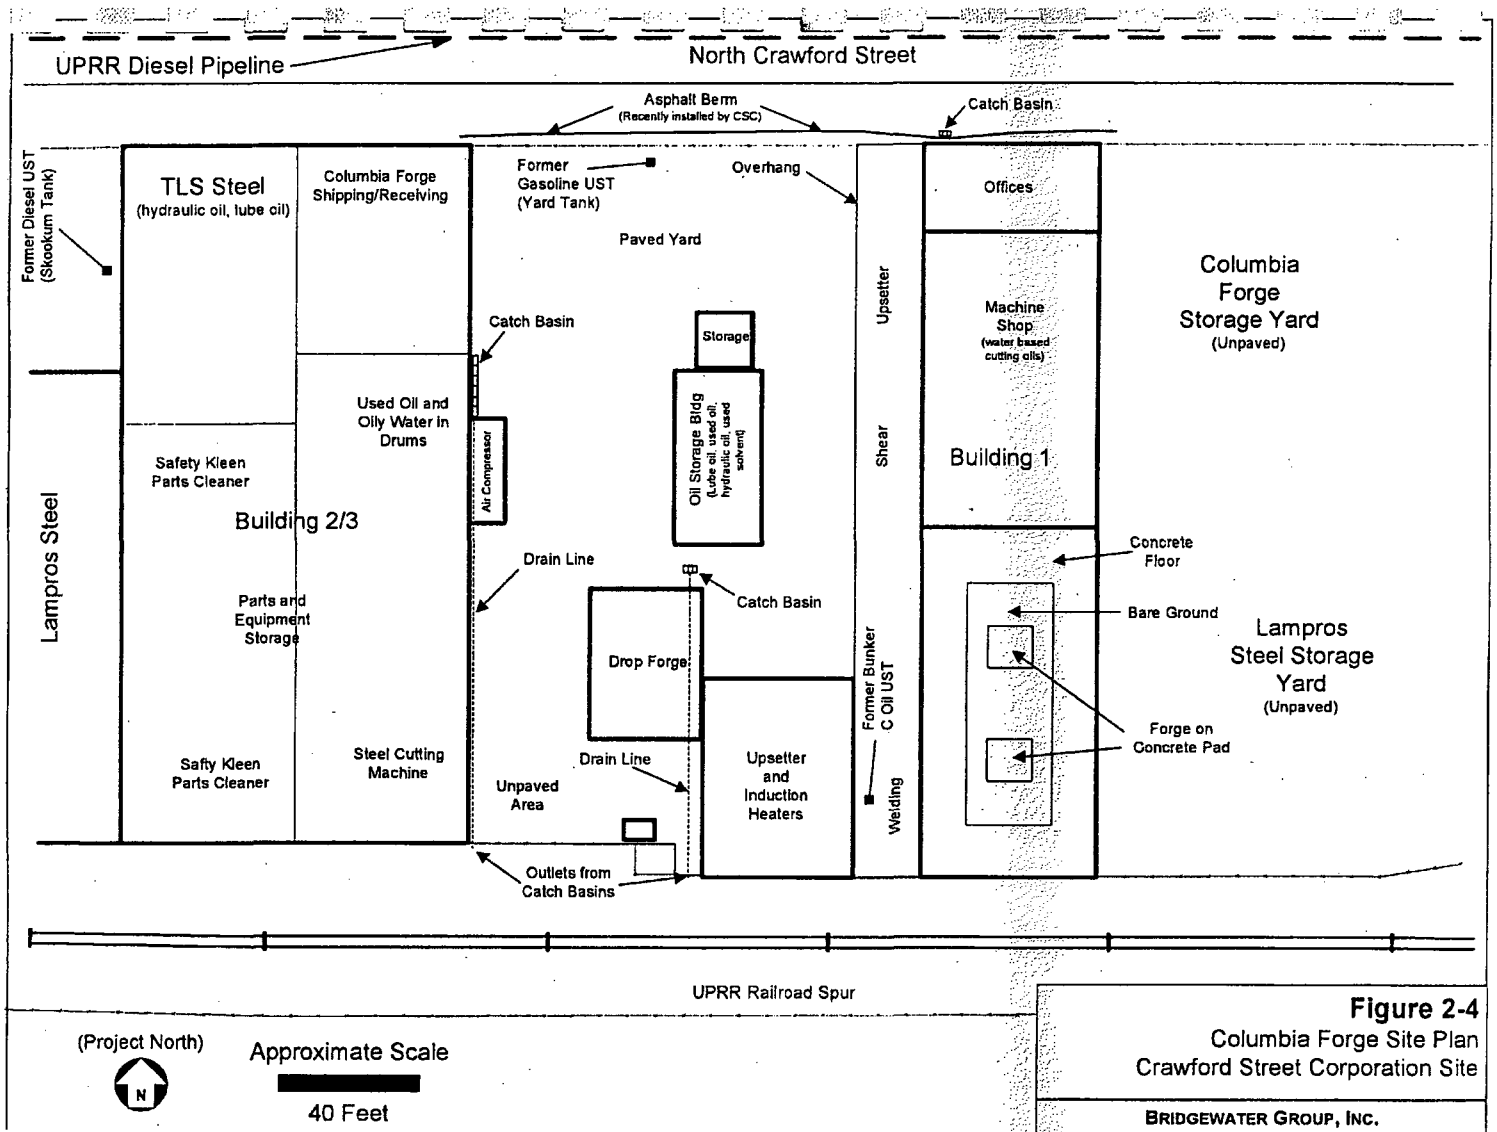 UPRR Diesel Pipeline
North Crawford Street
Asphalt Berm
(Recently installed by CSC)
Catch Basin
Former Diesel UST
(Skookum Tank)
TLS Steel
(hydraulic oil, lube oil)
Columbia Forge
Shipping/Receiving
Former
Gasoline UST
(Yard Tank)
Overhang
Offices
Paved Yard
Upsetter
Columbia
Forge
Storage Yard
(Unpaved)
Machine
Shop
(water based
cutting oils)
Catch Basin
Storage
Used Oil and
Oily Water in
Drums
Air Compressor
Oil Storage Bldg
(Lube oil, used oil,
hydraulic oil, used
solvent)
Shear
Building 1
Safety Kleen
Parts Cleaner
Building 2/3
Lampros Steel
Drain Line
Concrete
Floor
Catch Basin
Bare Ground
Parts and
Equipment
Storage
Drop Forge
Former Bunker
C Oil UST
Lampros
Steel Storage
Yard
(Unpaved)
Forge on
Concrete Pad
Safty Kleen
Parts Cleaner
Steel Cutting
Machine
Drain Line
Unpaved
Area
Upsetter
and
Induction
Heaters
Welding
Outlets from
Catch Basins
UPRR Railroad Spur
(Project North)
N
Approximate Scale
40 Feet
Figure 2-4
Columbia Forge Site Plan
Crawford Street Corporation Site
BRIDGEWATER GROUP, INC.